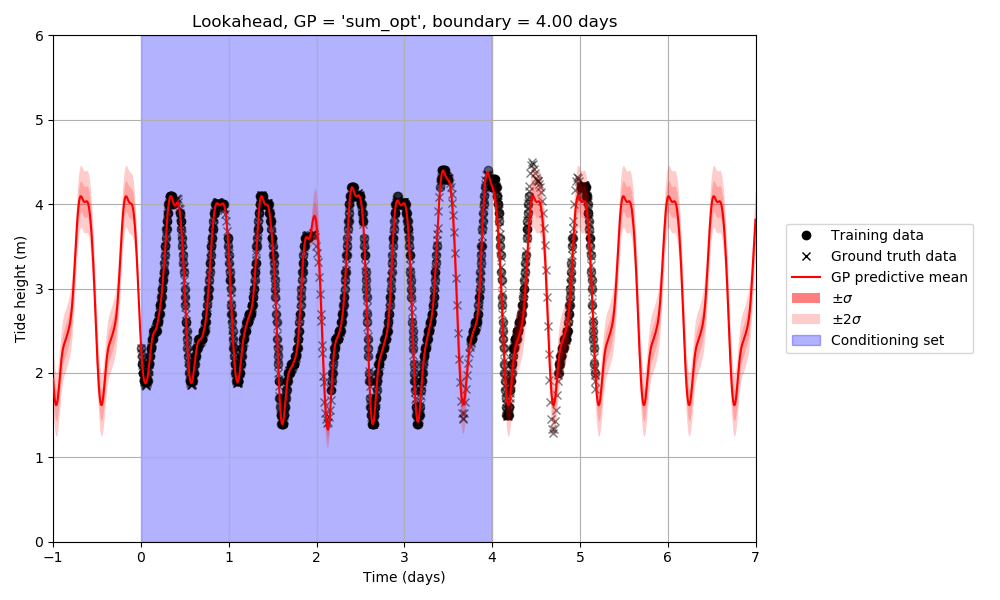 Lookahead, GP = 'sum_opt', boundary = 4.00 days
6
5
4
3
2
1
0
Tide height (m)
−1 0 1 2 3 4 5 6 7
Time (days)
Training data
Ground truth data
GP predictive mean
±σ
±2σ
Conditioning set